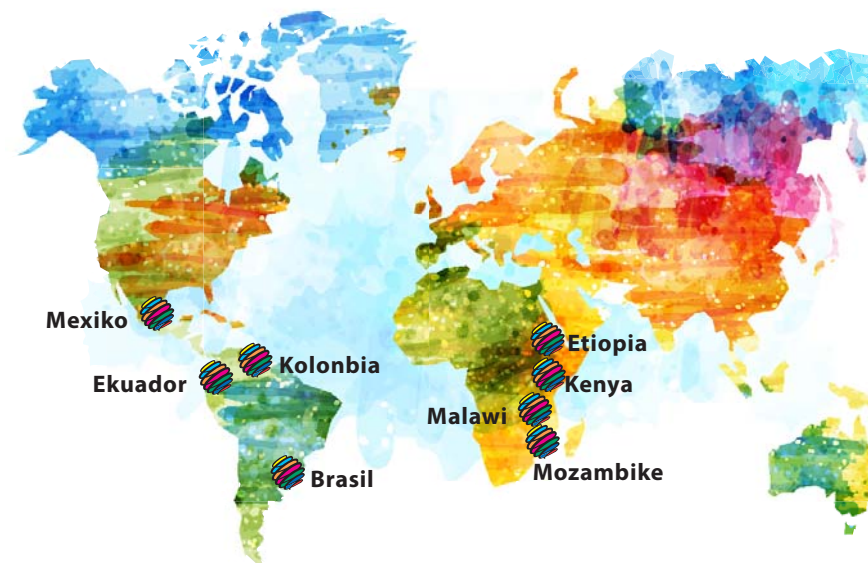 Mexiko
Etiopia
Kolonbia
Ekuador
Kenya
Malawi
Mozambike
Brasil